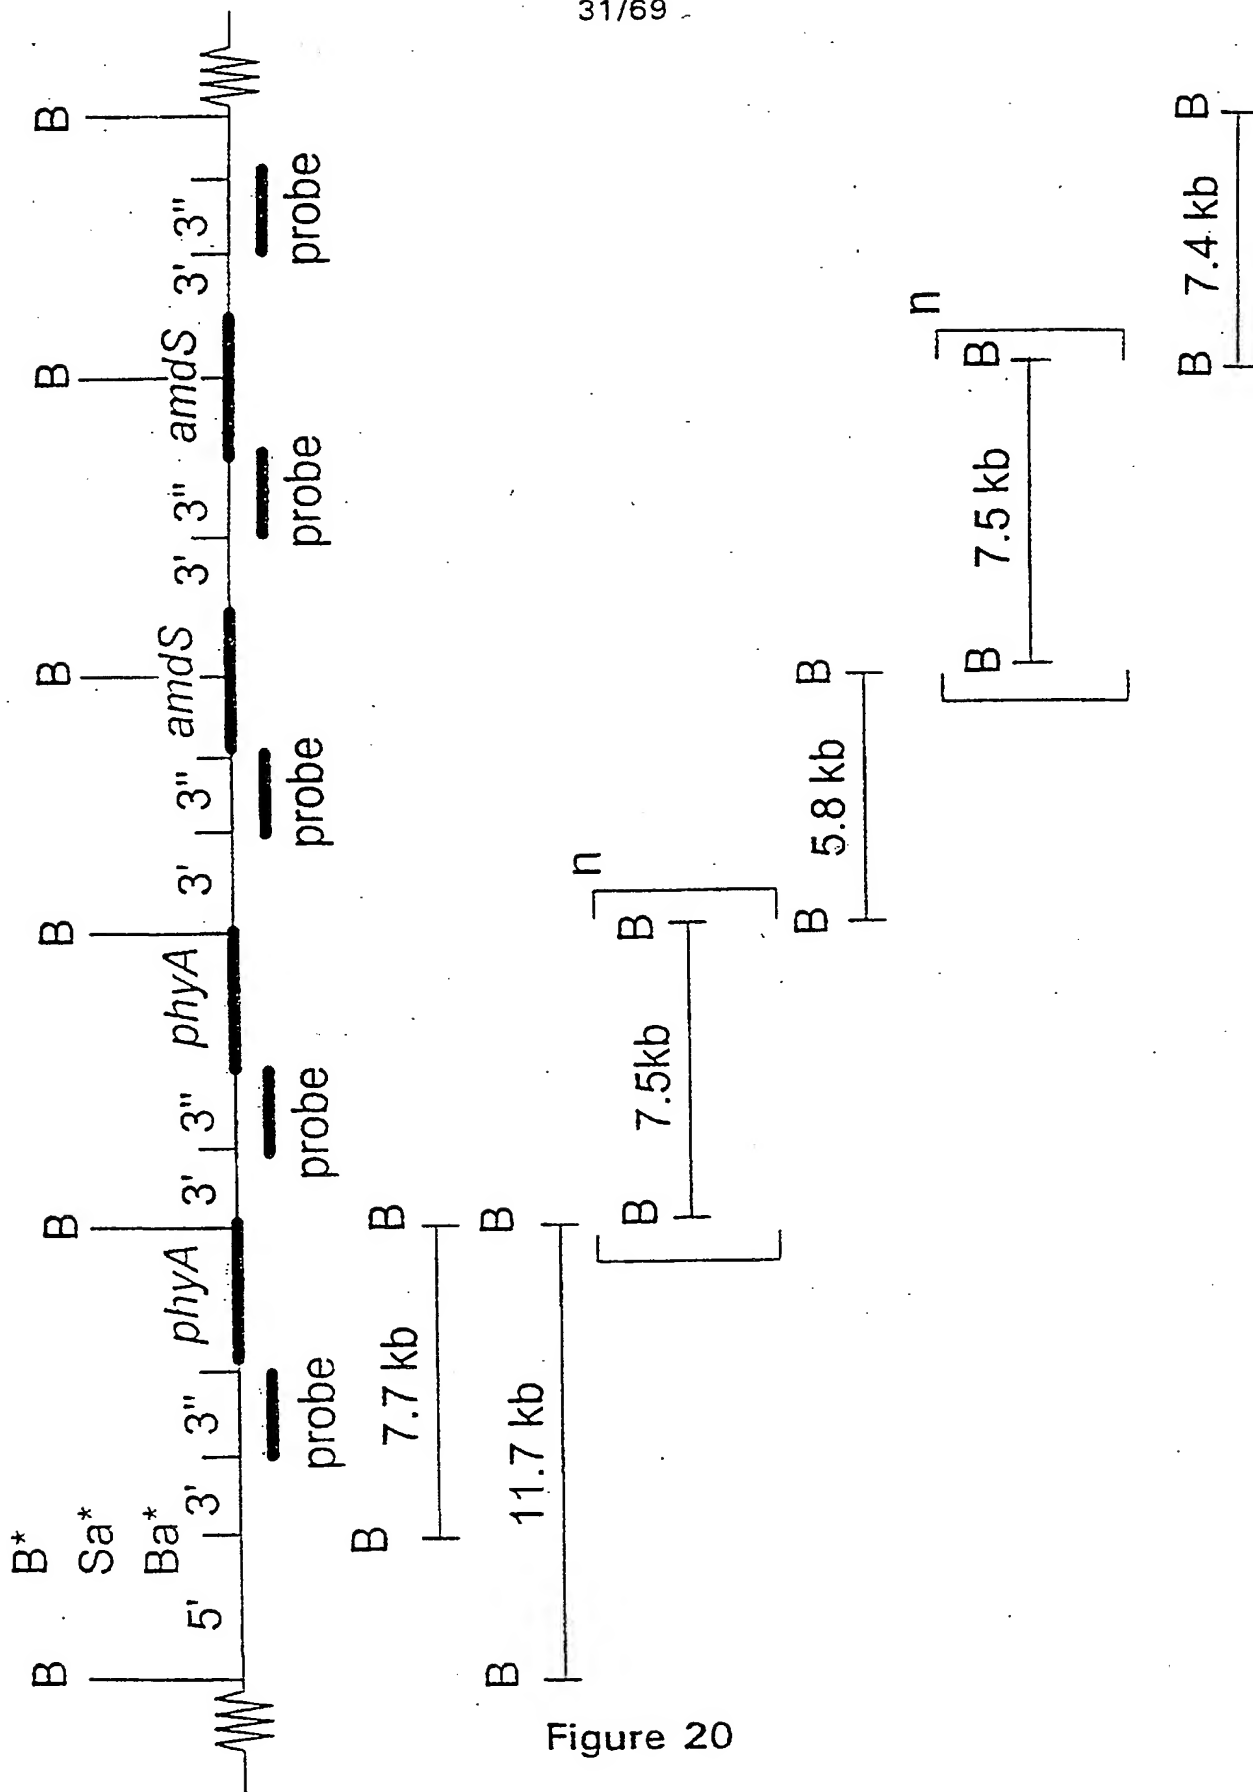 31/69
B B* B B B B B
Sa*
Ba*
5' 3' 3" phyA 3' 3" phyA 3' 3" amdS 3' 3" amdS 3' 3"
probe probe probe probe probe
B 7.7 kb B
B 11.7 kb B
B 7.5kb B n
B 5.8 kb B
B 7.5 kb B n
B 7.4 kb B
Figure 20